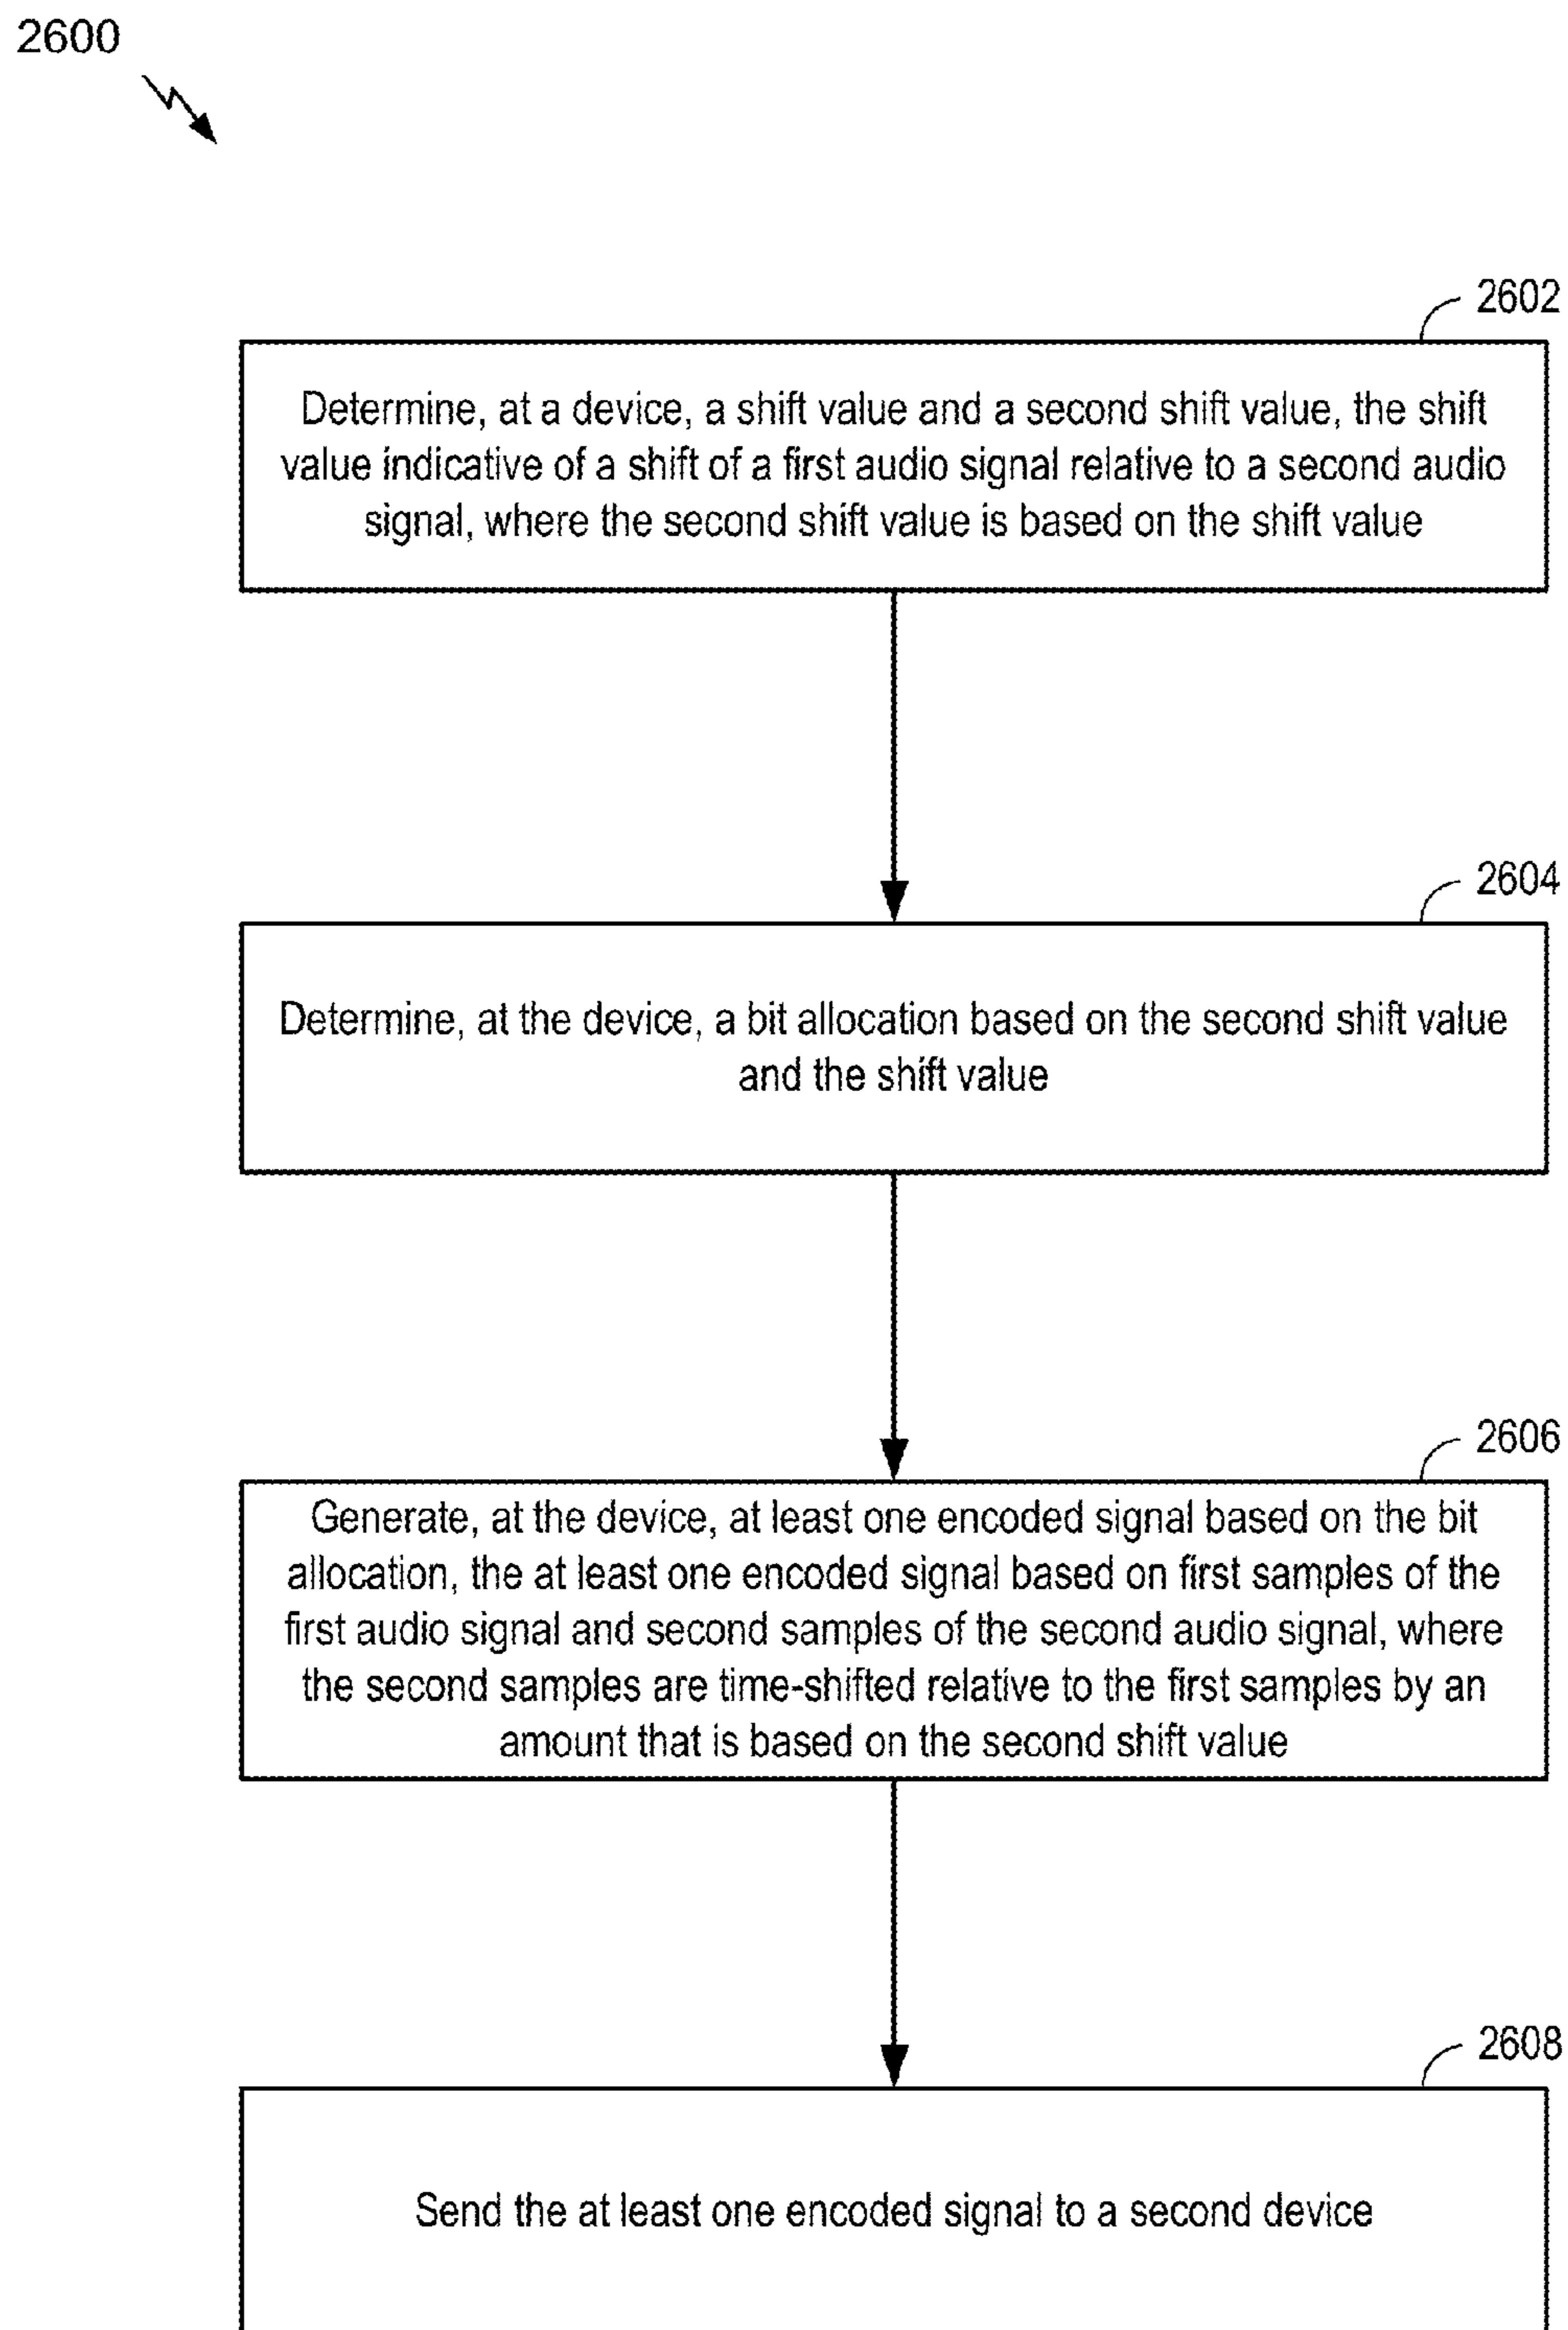 2600
2602
Determine, at a device, a shift value and a second shift value, the shift
value indicative of a shift of a first audio signal relative to a second audio
signal, where the second shift value is based on the shift value
2604
Determine, at the device, a bit allocation based on the second shift value
and the shift value
2606
Generate, at the device, at least one encoded signal based on the bit
allocation, the at least one encoded signal based on first samples of the
first audio signal and second samples of the second audio signal, where
the second samples are time-shifted relative to the first samples by an
amount that is based on the second shift value
2608
Send the at least one encoded signal to a second device